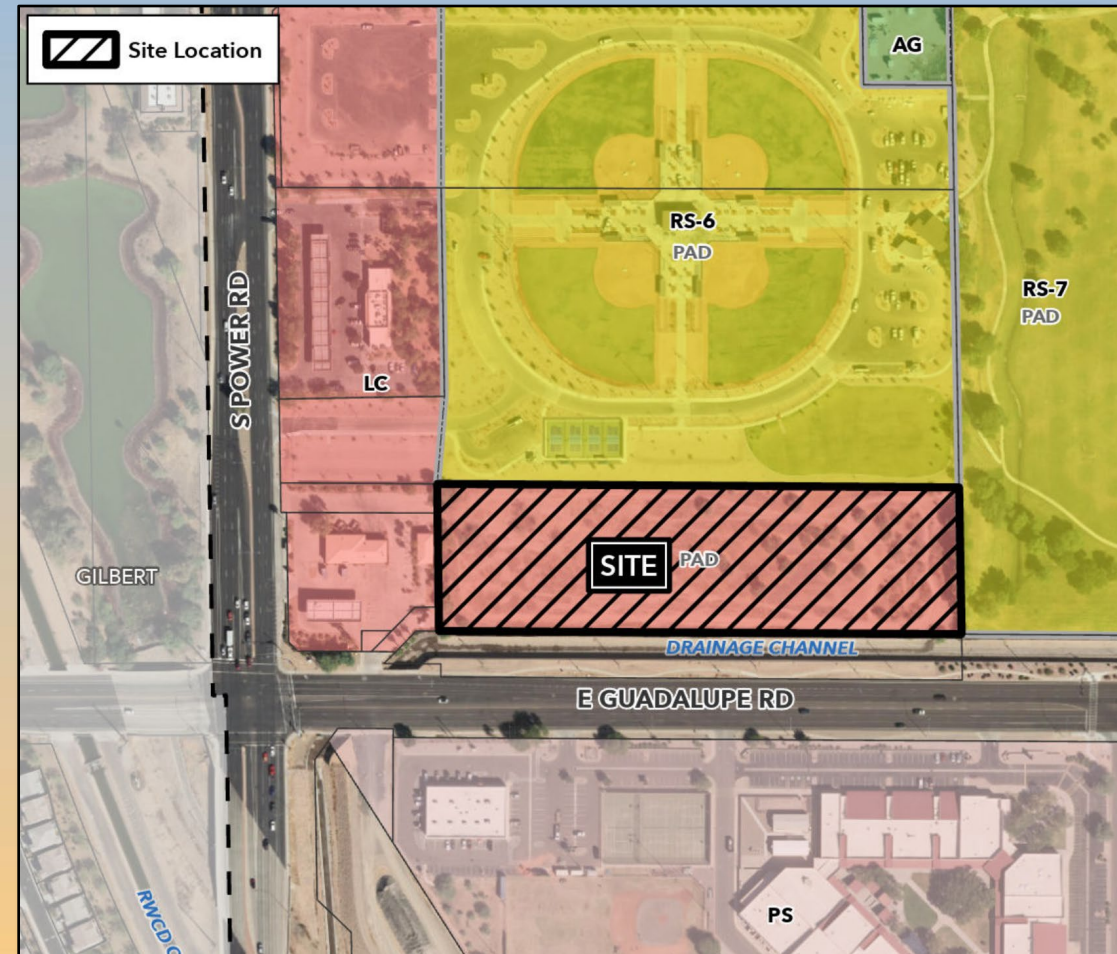 Site Location
AG
RS-6
PAD
RS-7
PAD
S POWER RD
LC
SITE
PAD
GILBERT
DRAINAGE CHANNEL
E GUADALUPE RD
RWCD
PS